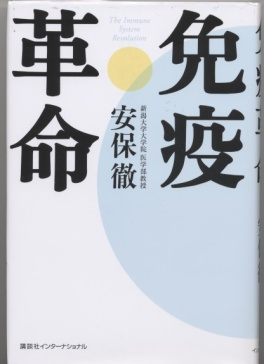 免疫
革命
The Immune
System
Revolution
新潟大学大学院医学部教授
安保徹
講談社インターナショナル